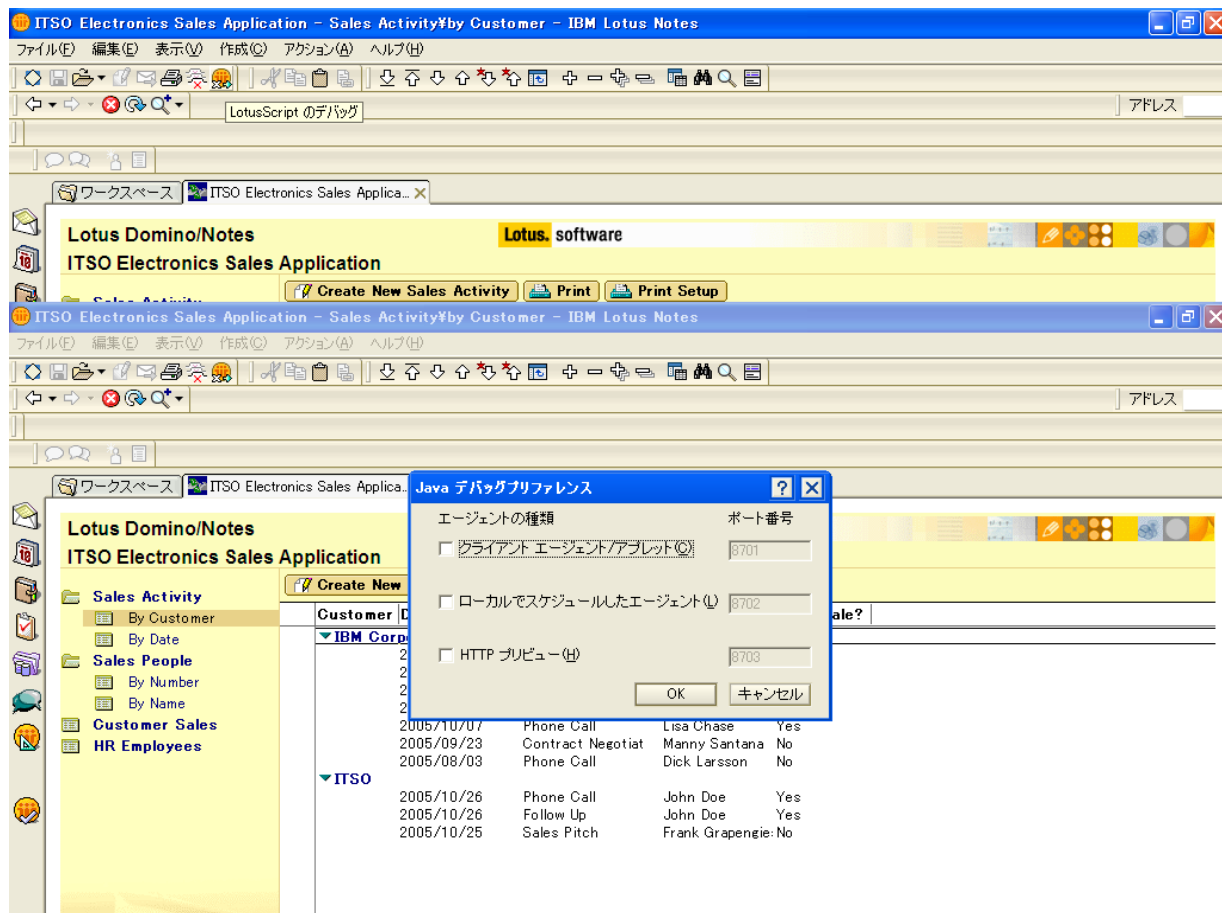 ITSO Electronics Sales Application - Sales Activity¥by Customer - IBM Lotus Notes
ファイル(F) 編集(E) 表示(V) 作成(C) アクション(A) ヘルプ(H)
アドレス
LotusScript のデバッグ
ワークスペース ITSO Electronics Sales Applica...
Lotus Domino/Notes Lotus. software
ITSO Electronics Sales Application
Create New Sales Activity Print Print Setup
ITSO Electronics Sales Application - Sales Activity¥by Customer - IBM Lotus Notes
ファイル(F) 編集(E) 表示(V) 作成(C) アクション(A) ヘルプ(H)
アドレス
ワークスペース ITSO Electronics Sales Applica..
Java デバッグプリファレンス
エージェントの種類 ポート番号
クライアント エージェント/アプレット(C) 8701
ローカルでスケジュールしたエージェント(L) 8702
HTTP プレビュー(H) 8703
OK キャンセル
Lotus Domino/Notes
ITSO Electronics Sales Application
Create New
Sales Activity
By Customer
By Date
Sales People
By Number
By Name
Customer Sales
HR Employees
Customer ale?
IBM Corp
2005/10/07 Phone Call Lisa Chase Yes
2005/09/23 Contract Negotiat Manny Santana No
2005/08/03 Phone Call Dick Larsson No
ITSO
2005/10/26 Phone Call John Doe Yes
2005/10/26 Follow Up John Doe Yes
2005/10/25 Sales Pitch Frank Grapengie: No